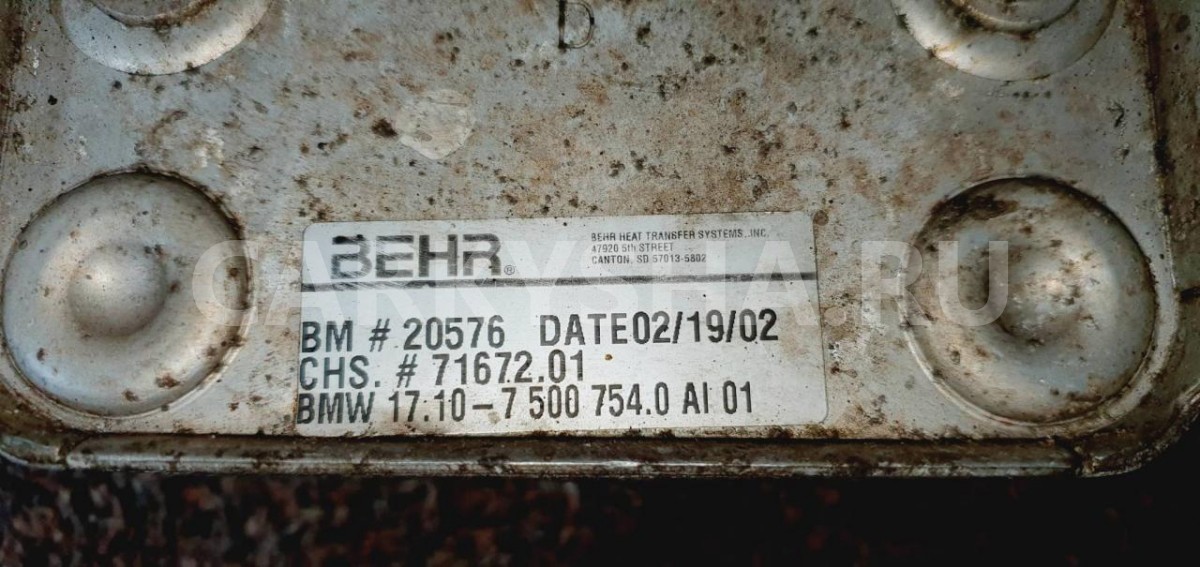 D
BEHR®
BEHR HEAT TRANSFER SYSTEMS, INC.
47920 5th STREET
CANTON, SD 57013-5802
BM # 20576 DATE02/19/02
CHS. # 71672.01
BMW 17.10-7 500 754.0 AI 01
CARKYSHA.RU